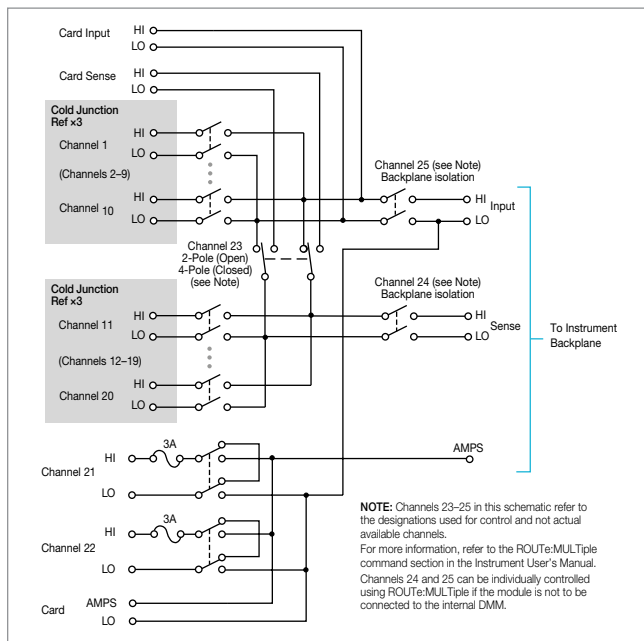 Card Input HI
LO
Card Sense HI
LO
Cold Junction
Ref ×3
HI
Channel 1
LO
(Channels 2–9)
HI
Channel 10
LO
Channel 25 (see Note)
Backplane isolation
HI
Input
LO
Channel 23
2-Pole (Open)
4-Pole (Closed)
(see Note)
Cold Junction
Ref ×3
HI
Channel 11
LO
(Channels 12–19)
HI
Channel 20
LO
Channel 24 (see Note)
Backplane isolation
HI
Sense
LO
To Instrument
Backplane
3A
HI
Channel 21
LO
AMPS
3A
HI
Channel 22
LO
AMPS
Card
LO
NOTE: Channels 23–25 in this schematic refer to
the designations used for control and not actual
available channels.
For more information, refer to the ROUTe:MULTiple
command section in the Instrument User's Manual.
Channels 24 and 25 can be individually controlled
using ROUTe:MULTiple if the module is not to be
connected to the internal DMM.